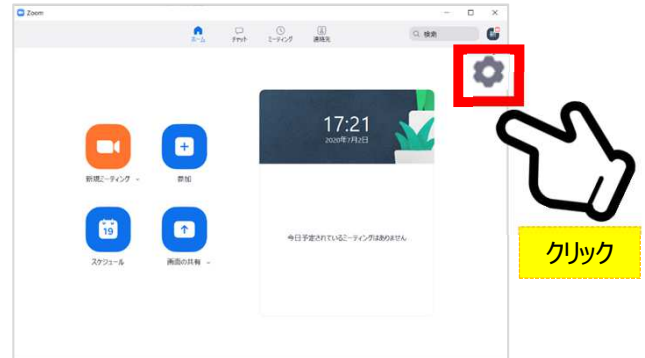 Zoom
ホーム
チャット
ミーティング
連絡先
検索
17:21
2020年7月2日
新規ミーティング
参加
今日予定されているミーティングはありません
19
スケジュール
画面の共有
クリック